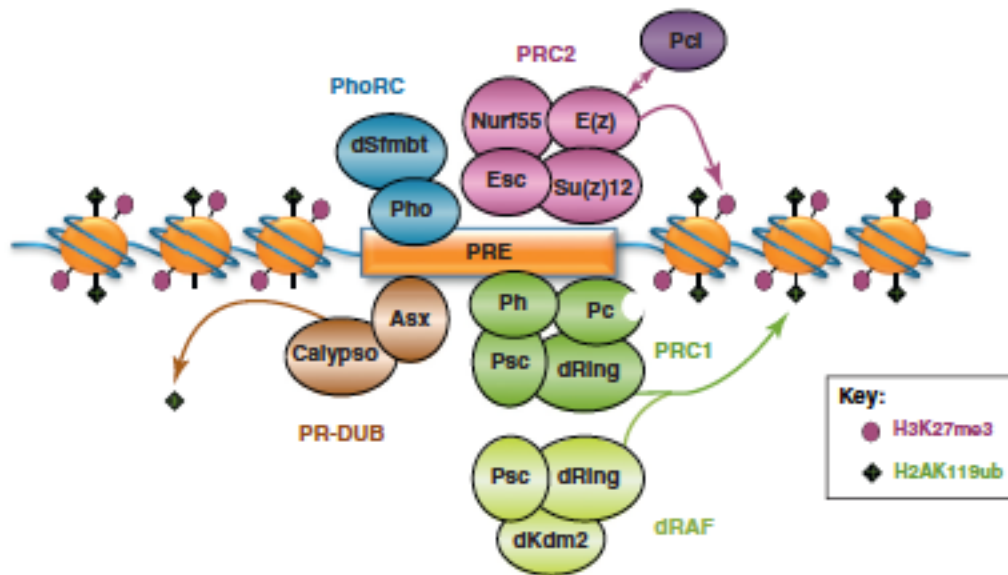 Pcl
PRC2
PhoRC
Nurf55
E(z)
dSfmbt
Esc
Su(z)12
Pho
PRE
Ph
Pc
Asx
Calypso
Psc
dRing
PRC1
PR-DUB
Key:
H3K27me3
H2AK119ub
Psc
dRing
dKdm2
dRAF